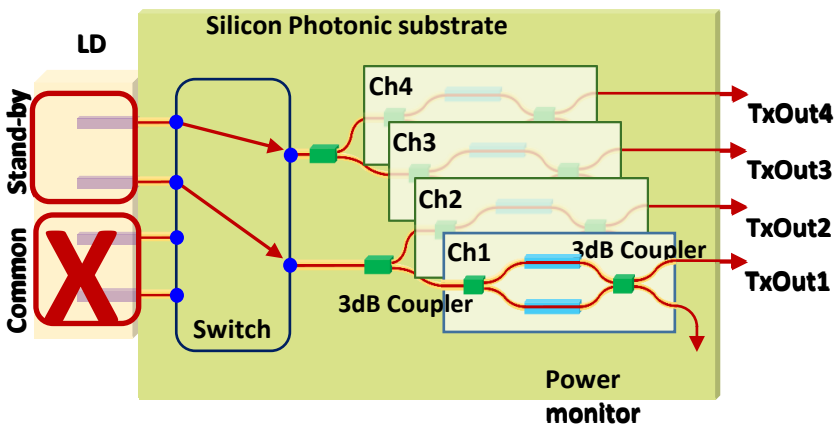 Silicon Photonic substrate
LD
Stand-by
Common
X
Switch
Ch4
Ch3
Ch2
Ch1
3dB Coupler
3dB Coupler
TxOut4
TxOut3
TxOut2
TxOut1
Power
monitor